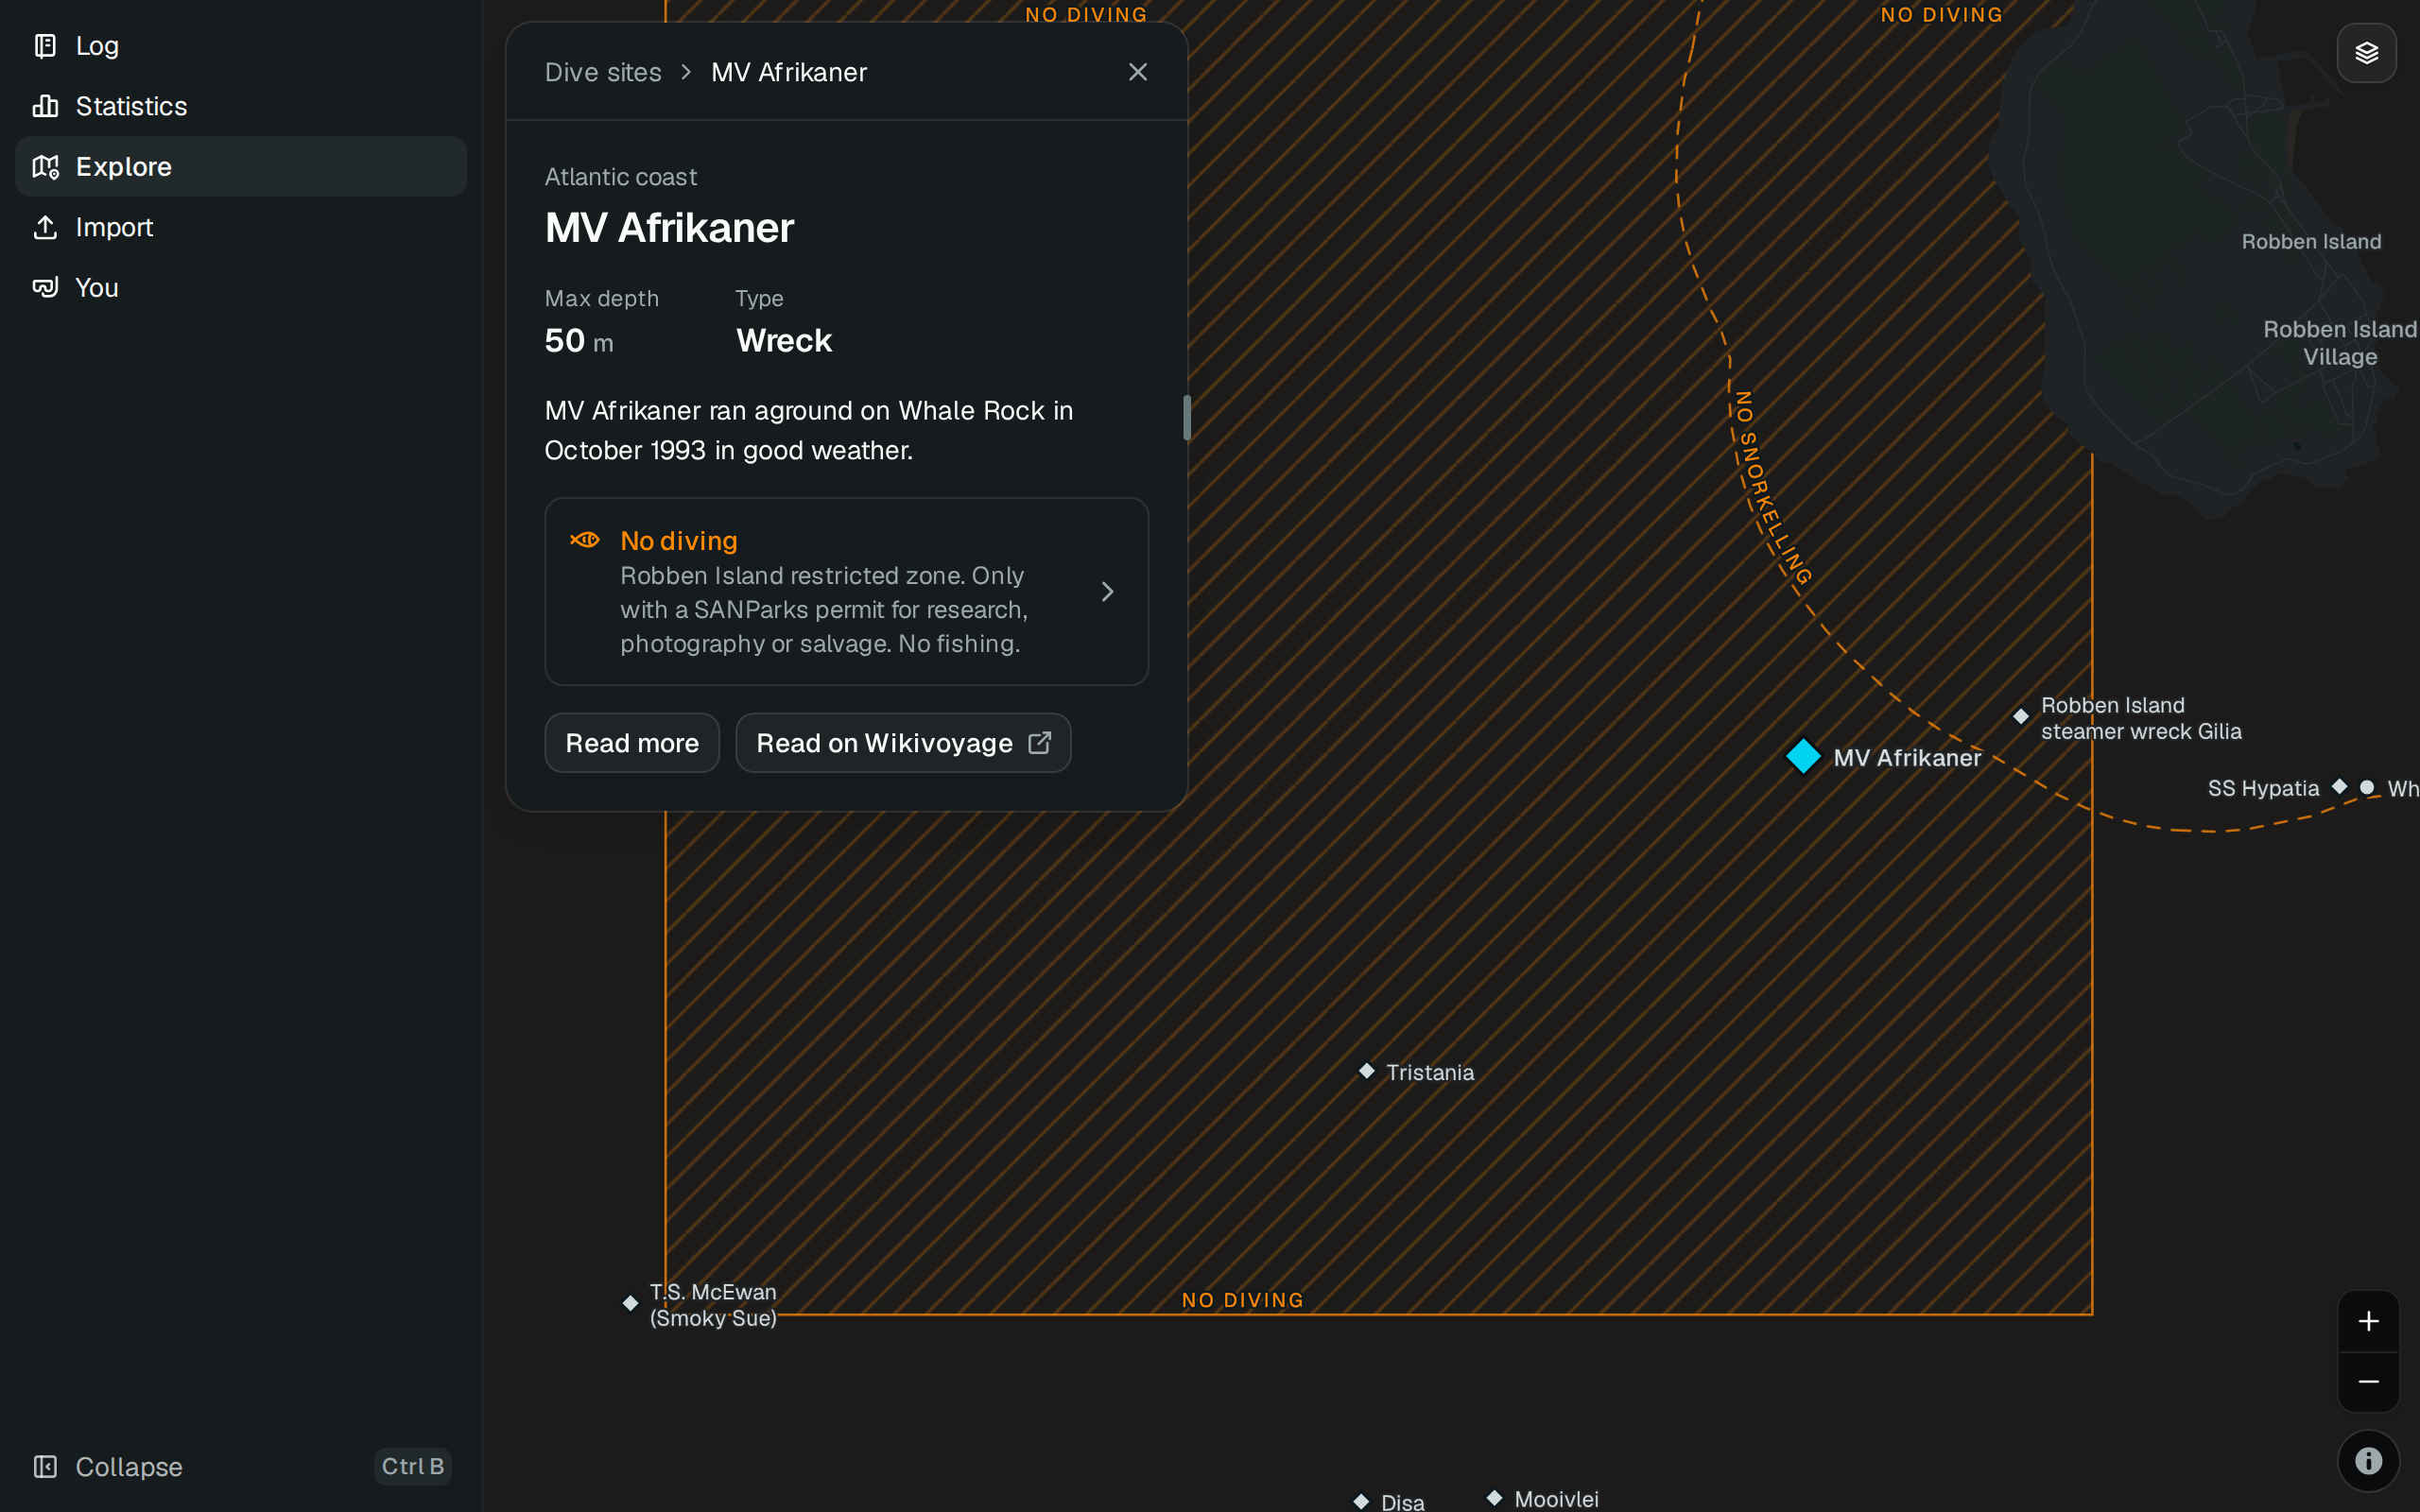 Log
Statistics
Explore
Import
You
Collapse
Ctrl B
Dive sites > MV Afrikaner
Atlantic coast
MV Afrikaner
Max depth
50 m
Type
Wreck
MV Afrikaner ran aground on Whale Rock in
October 1993 in good weather.
No diving
Robben Island restricted zone. Only
with a SANParks permit for research,
photography or salvage. No fishing.
Read more
Read on Wikivoyage
NO DIVING
NO DIVING
Robben Island
Robben Island
Village
NO SNORKELLING
Robben Island
steamer wreck Gilia
MV Afrikaner
SS Hypatia
Wh
Tristania
T.S. McEwan
(Smoky Sue)
NO DIVING
Disa
Mooivlei